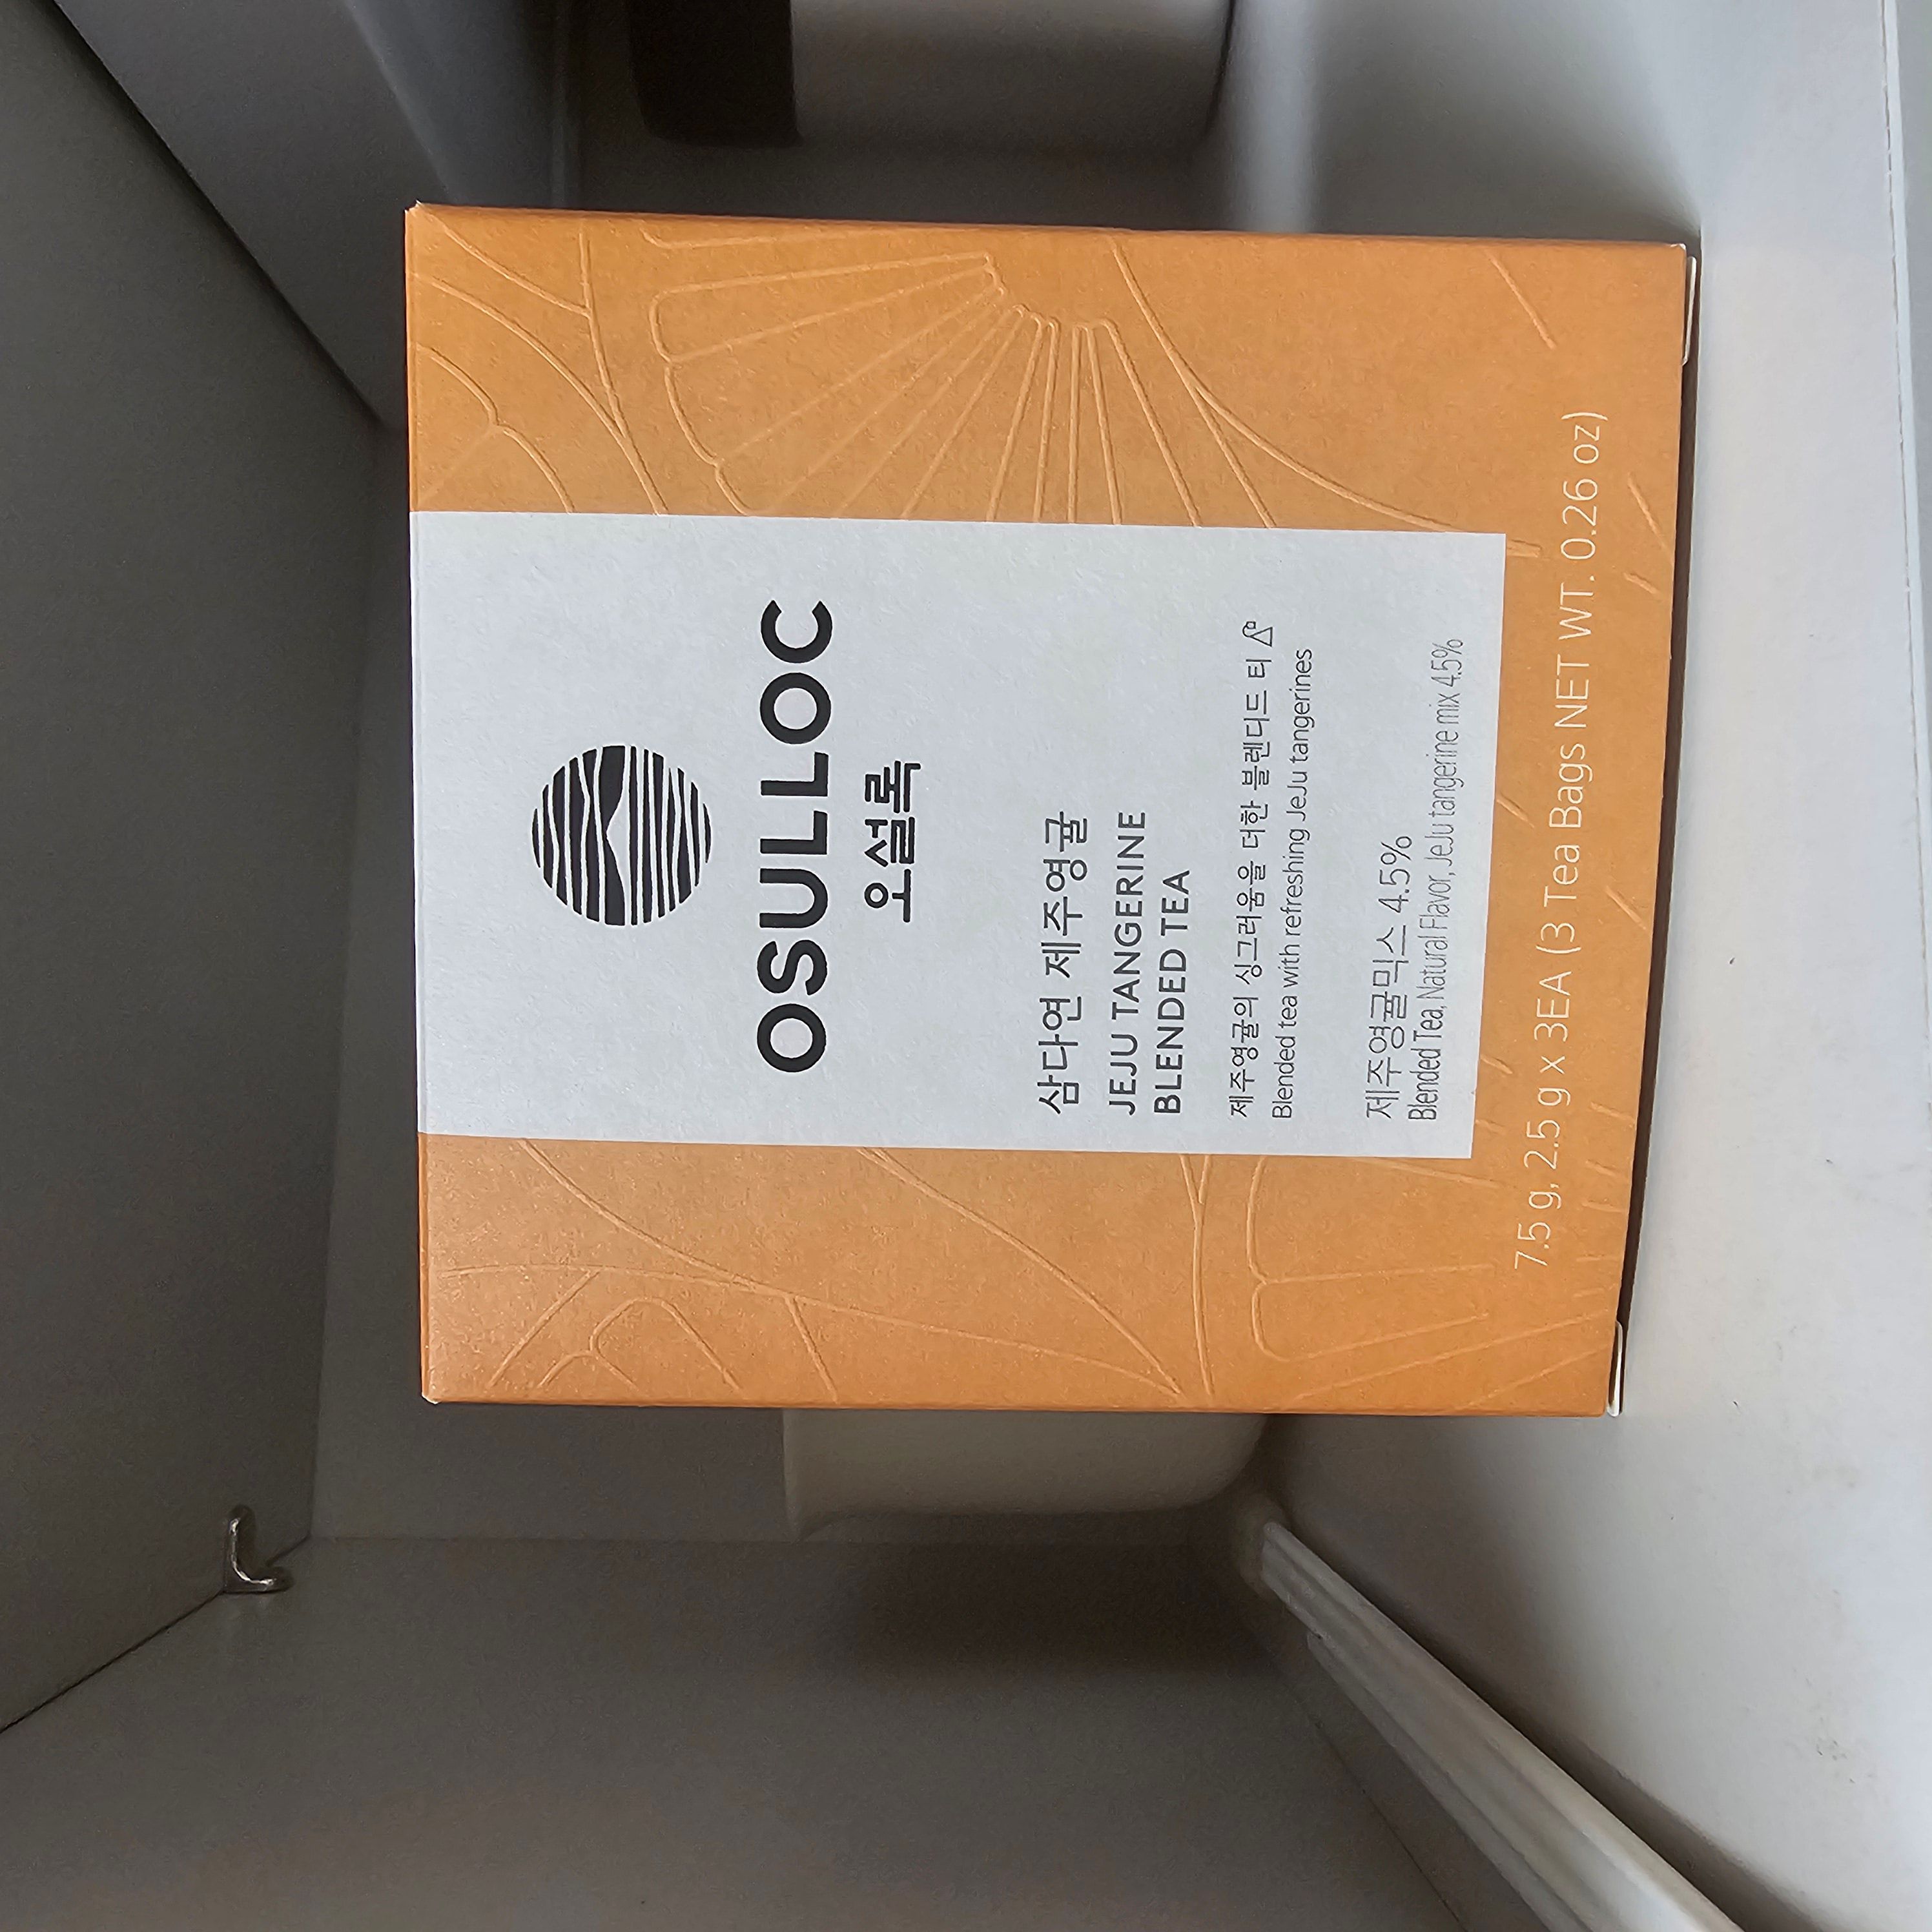 OSULLOC
오설록
삼다연 제주영귤
JEJU TANGERINE
BLENDED TEA
제주영귤의 싱그러움을 더한 블렌디드 티
Blended tea with refreshing JeJu tangerines
제주영귤믹스 4.5%
Blended Tea, Natural Flavor, JeJu tangerine mix 4.5%
7.5 g, 2.5 g x 3EA (3 Tea Bags NET WT. 0.26 oz)